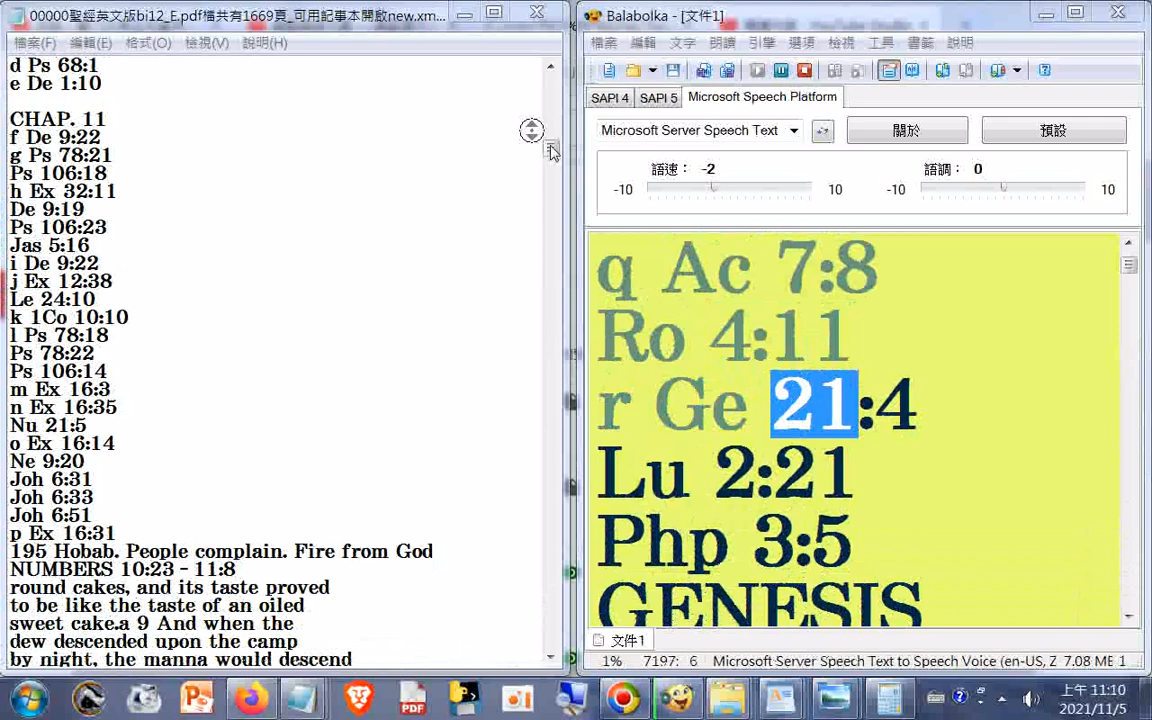 00000聖經英文版bi12_E.pdf檔共有1669頁_可用記事本開啟new.xm...
檔案(F) 編輯(E) 格式(O) 檢視(V) 說明(H)
d Ps 68:1
e De 1:10
CHAP. 11
f De 9:22
g Ps 78:21
Ps 106:18
h Ex 32:11
De 9:19
Ps 106:23
Jas 5:16
i De 9:22
j Ex 12:38
Le 24:10
k 1Co 10:10
l Ps 78:18
Ps 78:22
Ps 106:14
m Ex 16:3
n Ex 16:35
Nu 21:5
o Ex 16:14
Ne 9:20
Joh 6:31
Joh 6:33
Joh 6:51
p Ex 16:31
195 Hobab. People complain. Fire from God
NUMBERS 10:23 - 11:8
round cakes, and its taste proved
to be like the taste of an oiled
sweet cake.a 9 And when the
dew descended upon the camp
by night, the manna would descend
Balabolka - [文件1]
檔案 編輯 文字 朗讀 引擎 選項 檢視 工具 書籤 說明
SAPI 4 SAPI 5 Microsoft Speech Platform
Microsoft Server Speech Text 關於 預設
語速： -2 語調： 0
-10 10 -10 10
q Ac 7:8
Ro 4:11
r Ge 21:4
Lu 2:21
Php 3:5
GENESIS
文件1
1% 7197: 6 Microsoft Server Speech Text to Speech Voice (en-US, Z 7.08 ME 1
上午 11:10
2021/11/5